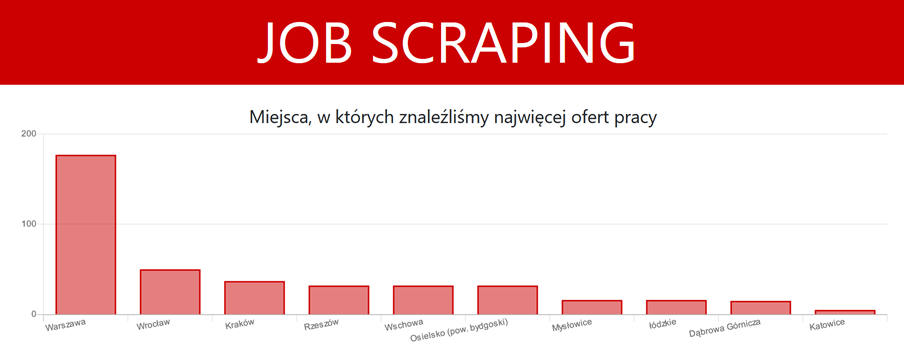 JOB SCRAPING
Miejsca, w których znaleźliśmy najwięcej ofert pracy
200
100
0
Warszawa
Wrocław
Kraków
Rzeszów
Wschowa
Osielsko (pow. bydgoski)
Mysłowice
łódzkie
Dąbrowa Górnicza
Katowice